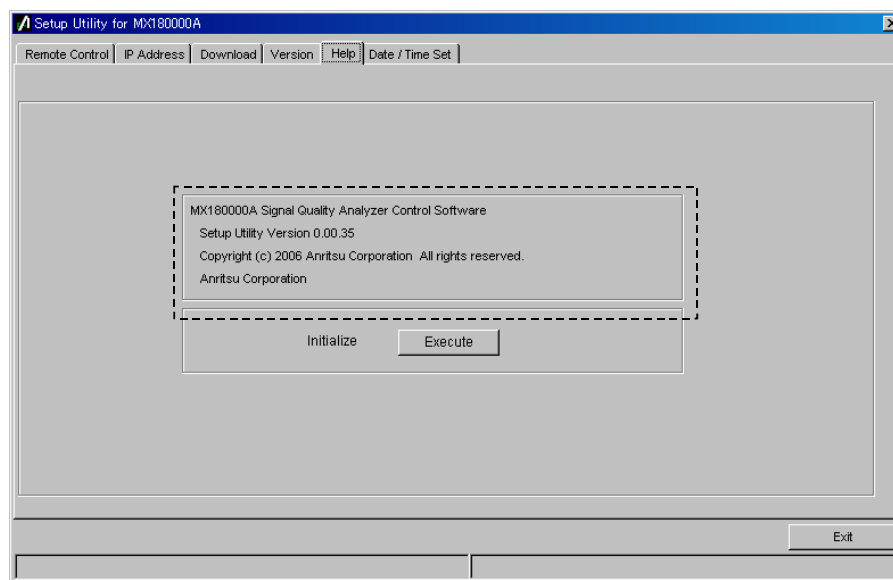 Setup Utility for MX180000A
Remote Control IP Address Download Version Help Date / Time Set
MX180000A Signal Quality Analyzer Control Software
Setup Utility Version 0.00.35
Copyright (c) 2006 Anritsu Corporation All rights reserved.
Anritsu Corporation
Initialize Execute
Exit